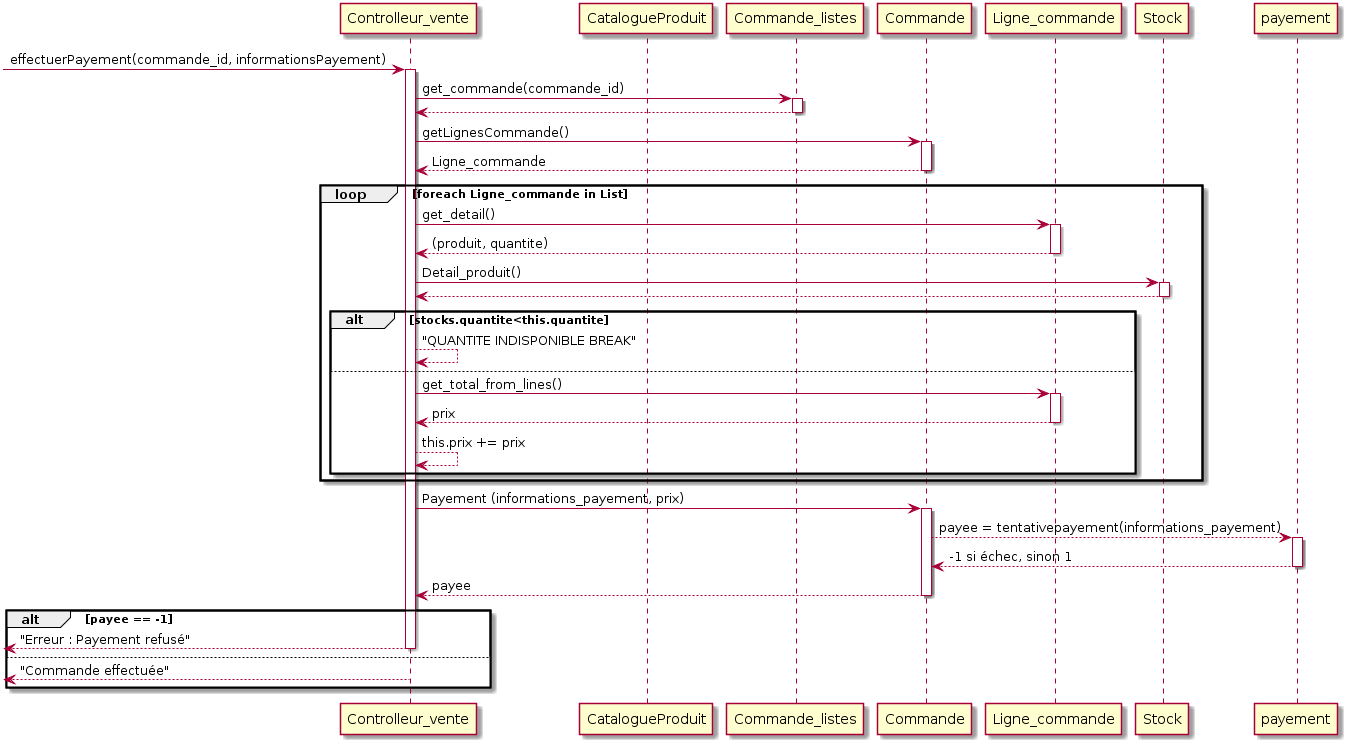 Controlleur_vente CatalogueProduit Commande_listes Commande Ligne_commande Stock payement
effectuerPayement(commande_id, informationsPayement)
get_commande(commande_id)
getLignesCommande()
Ligne_commande
loop [foreach Ligne_commande in List]
get_detail()
(produit, quantite)
Detail_produit()
alt [stocks.quantite<this.quantite]
"QUANTITE INDISPONIBLE BREAK"
get_total_from_lines()
prix
this.prix += prix
Payement (informations_payement, prix)
payee = tentativepayement(informations_payement)
-1 si échec, sinon 1
payee
alt [payee == -1]
"Erreur : Payement refusé"
"Commande effectuée"
Controlleur_vente CatalogueProduit Commande_listes Commande Ligne_commande Stock payement